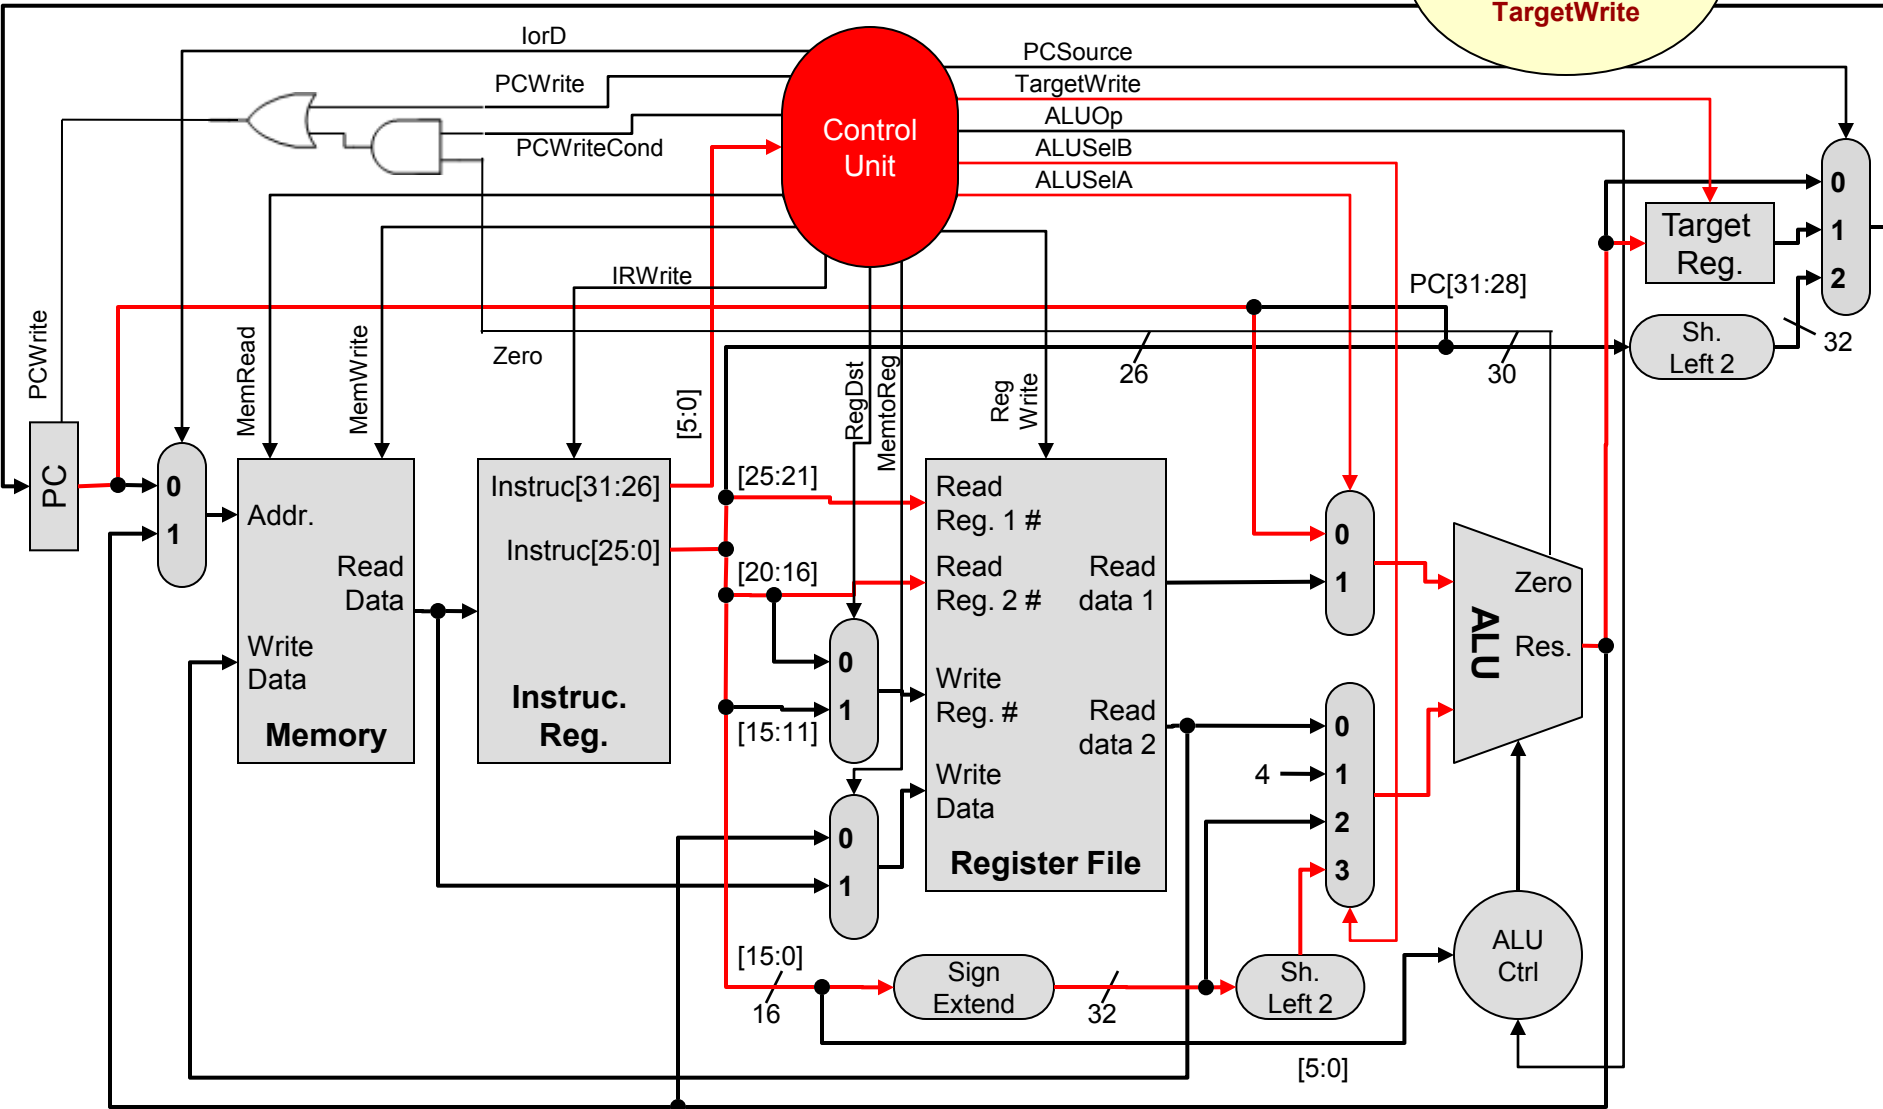 TargetWrite
IorD
PCSource
PCWrite
TargetWrite
ALUOp
Control
Unit
PCWriteCond
ALUSelB
ALUSelA
0
Target
Reg.
1
2
IRWrite
PC[31:28]
PCWrite
MemRead
MemWrite
Zero
[5:0]
RegDst
MemtoReg
Reg
Write
26
30
Sh.
Left 2
32
PC
0
1
Addr.
Read
Data
Write
Data
Memory
Instruc[31:26]
Instruc[25:0]
Instruc.
Reg.
[25:21]
[20:16]
[15:11]
0
1
0
1
Read
Reg. 1 #
Read
Reg. 2 #
Read
data 1
Write
Reg. #
Read
data 2
Write
Data
Register File
0
1
0
4
1
2
3
Zero
ALU
Res.
[15:0]
16
Sign
Extend
32
Sh.
Left 2
ALU
Ctrl
[5:0]